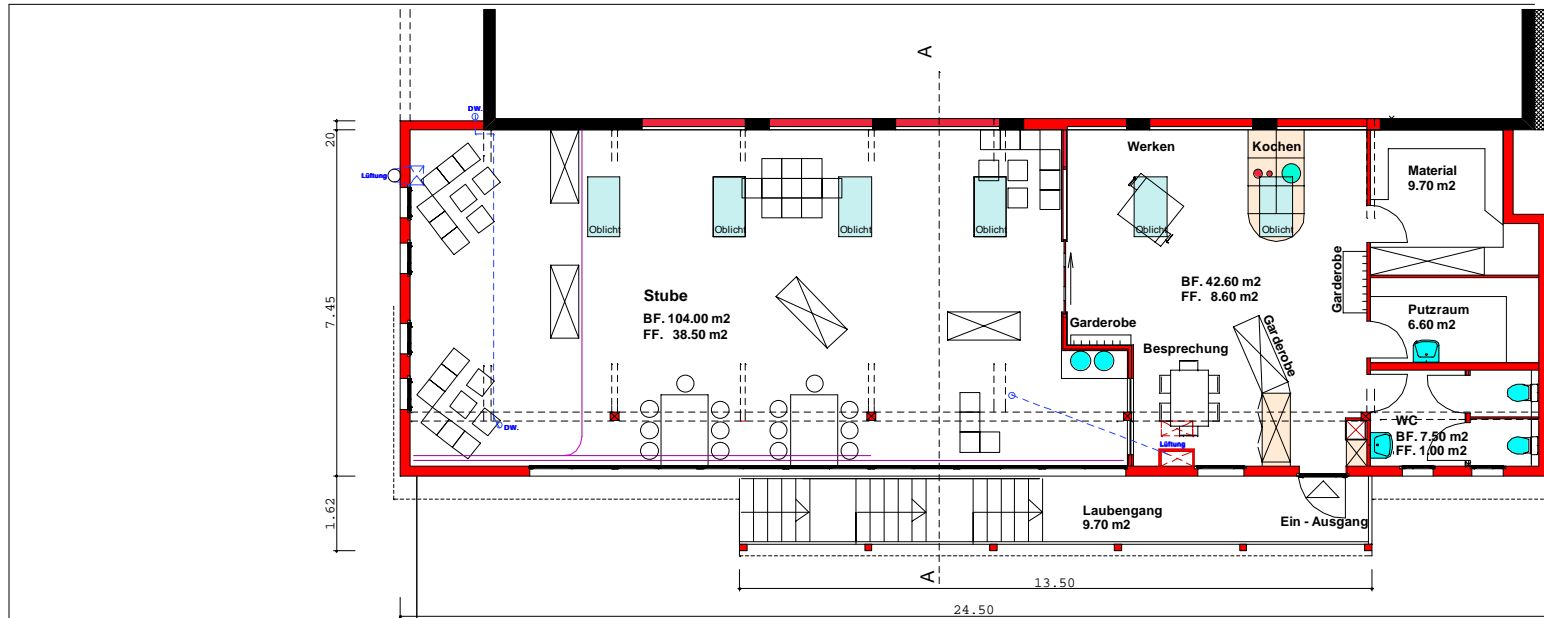 A
DW.
20
Lüftung
Werken
Kochen
Material
9.70 m2
Oblicht
Oblicht
Oblicht
Oblicht
Oblicht
Oblicht
Garderobe
7.45
Stube
BF. 104.00 m2
FF. 38.50 m2
BF. 42.60 m2
FF. 8.60 m2
Putzraum
6.60 m2
Garderobe
Garderobe
Besprechung
DW.
Lüftung
WC
BF. 7.50 m2
FF. 1.00 m2
1.62
Laubengang
9.70 m2
Ein - Ausgang
A
13.50
24.50